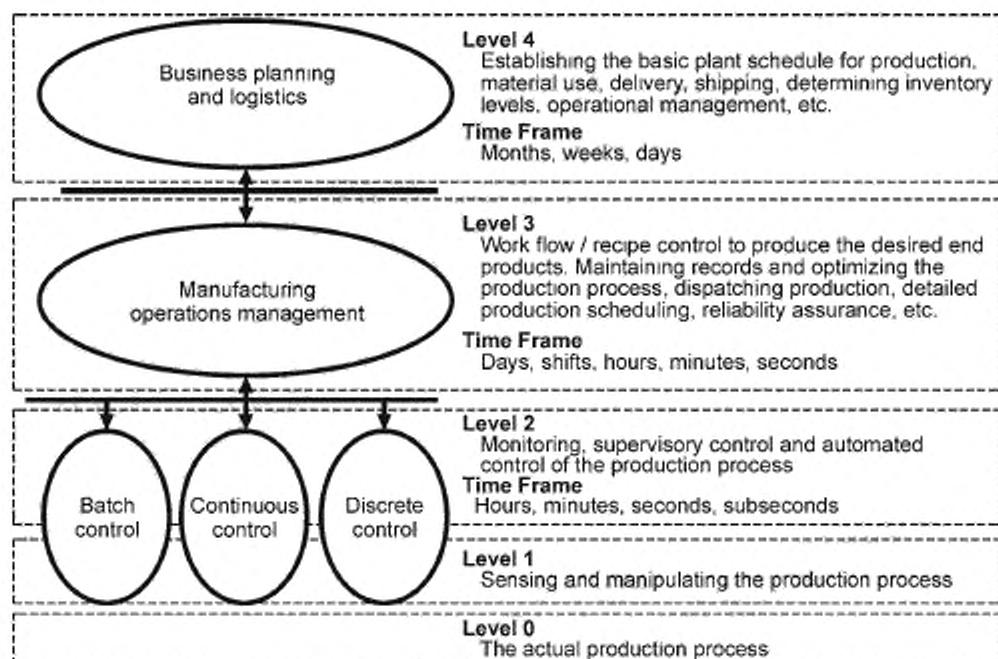 Business planning
and logistics
Level 4
Establishing the basic plant schedule for production,
material use, delivery, shipping, determining inventory
levels, operational management, etc.
Time Frame
Months, weeks, days
Manufacturing
operations management
Level 3
Work flow / recipe control to produce the desired end
products. Maintaining records and optimizing the
production process, dispatching production, detailed
production scheduling, reliability assurance, etc.
Time Frame
Days, shifts, hours, minutes, seconds
Batch
control
Continuous
control
Discrete
control
Level 2
Monitoring, supervisory control and automated
control of the production process
Time Frame
Hours, minutes, seconds, subseconds
Level 1
Sensing and manipulating the production process
Level 0
The actual production process